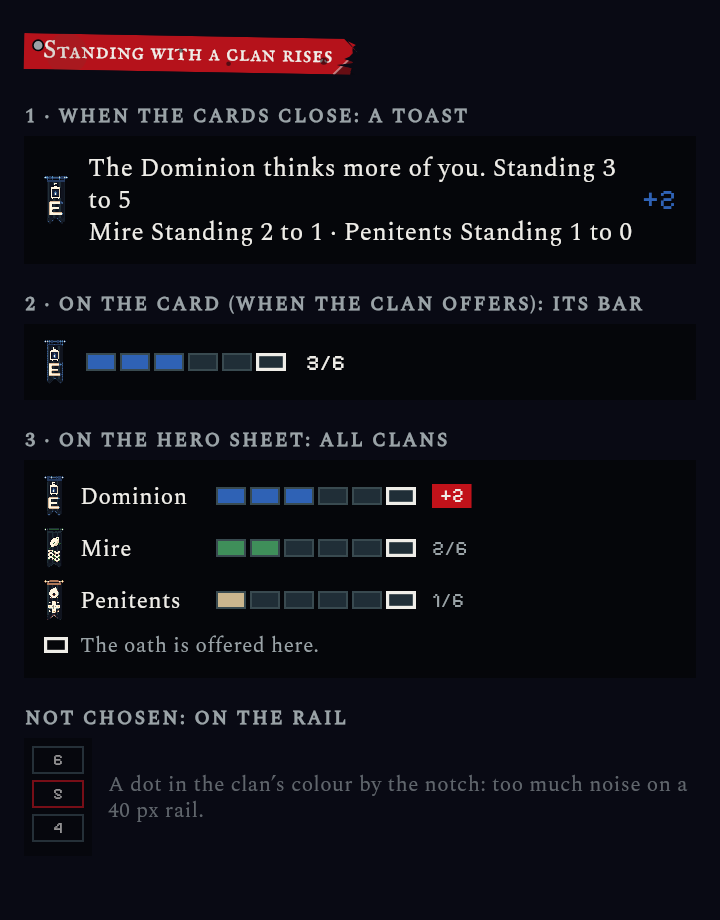 Standing with a clan rises
1 · WHEN THE CARDS CLOSE: A TOAST
E
The Dominion thinks more of you. Standing 3
to 5
+2
Mire Standing 2 to 1 · Penitents Standing 1 to 0
2 · ON THE CARD (WHEN THE CLAN OFFERS): ITS BAR
E
3/6
3 · ON THE HERO SHEET: ALL CLANS
E
Dominion
+2
Mire
2/6
Penitents
1/6
The oath is offered here.
NOT CHOSEN: ON THE RAIL
6
5
4
A dot in the clan's colour by the notch: too much noise on a
40 px rail.